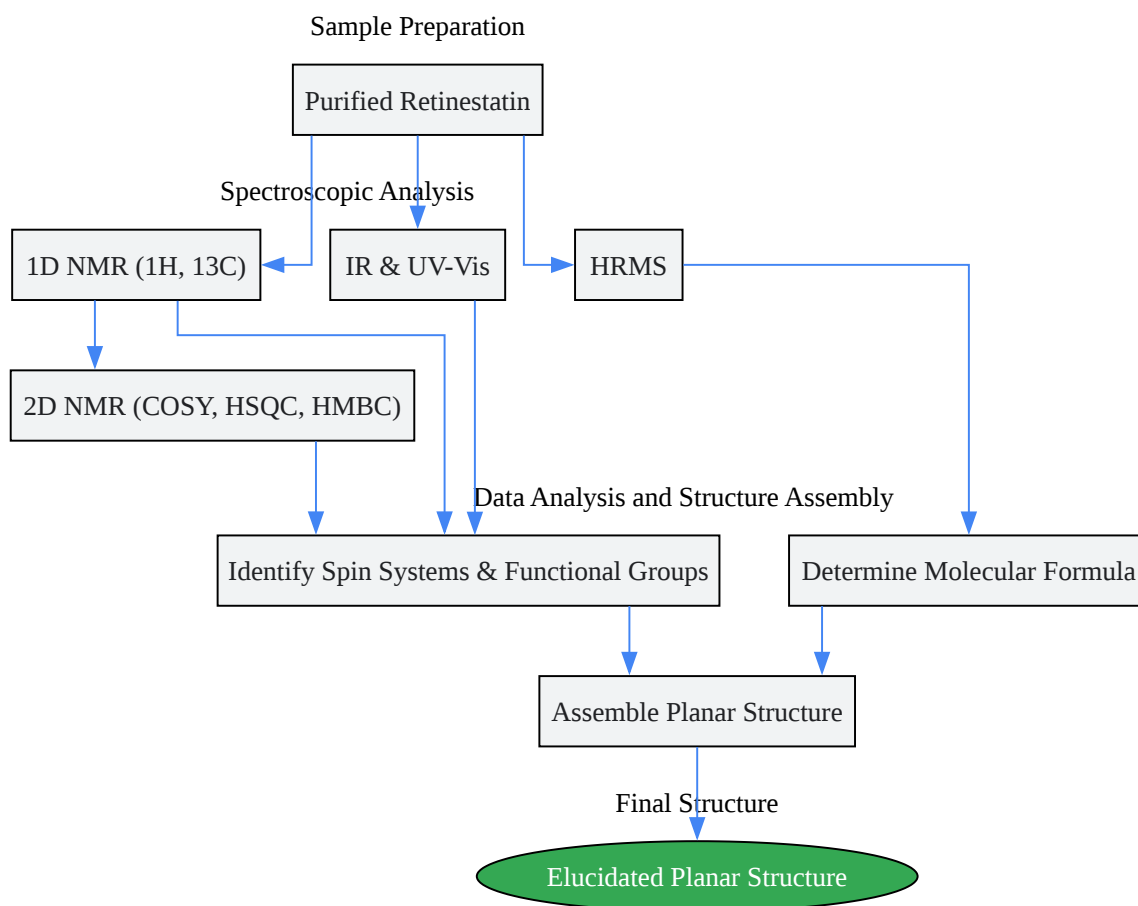 Sample Preparation
Purified Retinestatin
Spectroscopic Analysis
1D NMR (1H, 13C)
IR & UV-Vis
HRMS
2D NMR (COSY, HSQC, HMBC)
Data Analysis and Structure Assembly
Identify Spin Systems & Functional Groups
Determine Molecular Formula
Assemble Planar Structure
Final Structure
Elucidated Planar Structure